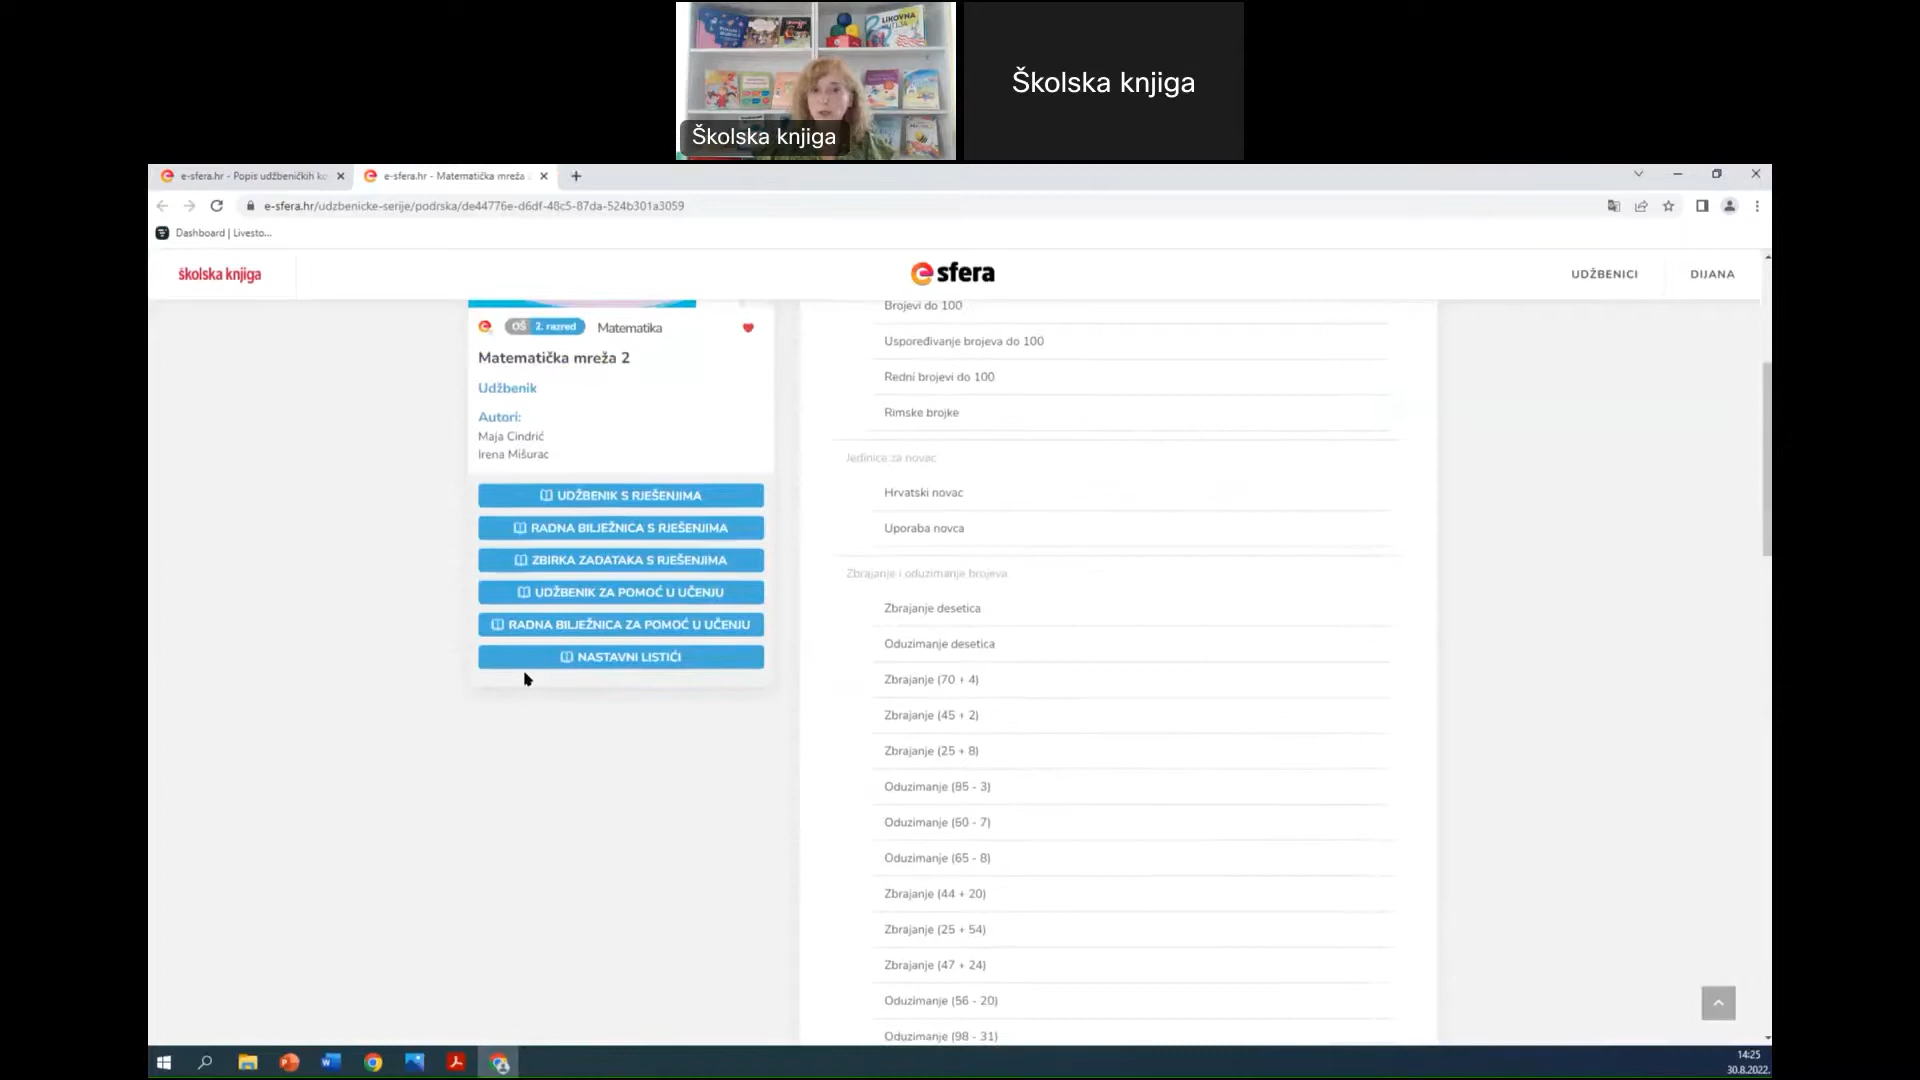 LIKOVNA
Školska knjiga
Školska knjiga
e-sfera.hr - Popis udžbeničkih ko
e-sfera.hr - Matematička mreža
e-sfera.hr/udzbenicke-serije/podrska/de44776e-d6df-48c5-87da-524b301a3059
Dashboard | Livesto...
školska knjiga
e sfera
UDŽBENICI
DIJANA
OŠ 2. razred Matematika
Matematička mreža 2
Udžbenik
Autori:
Maja Cindrić
Irena Mišurac
UDŽBENIK S RJEŠENJIMA
RADNA BILJEŽNICA S RJEŠENJIMA
ZBIRKA ZADATAKA S RJEŠENJIMA
UDŽBENIK ZA POMOĆ U UČENJU
RADNA BILJEŽNICA ZA POMOĆ U UČENJU
NASTAVNI LISTIĆI
Brojevi do 100
Uspoređivanje brojeva do 100
Redni brojevi do 100
Rimske brojke
Jedinice za novac
Hrvatski novac
Uporaba novca
Zbrajanje i oduzimanje brojeva
Zbrajanje desetica
Oduzimanje desetica
Zbrajanje (70 + 4)
Zbrajanje (45 + 2)
Zbrajanje (25 + 8)
Oduzimanje (85 - 3)
Oduzimanje (60 - 7)
Oduzimanje (65 - 8)
Zbrajanje (44 + 20)
Zbrajanje (25 + 54)
Zbrajanje (47 + 24)
Oduzimanje (56 - 20)
Oduzimanje (98 - 31)
14:25
30.8.2022.